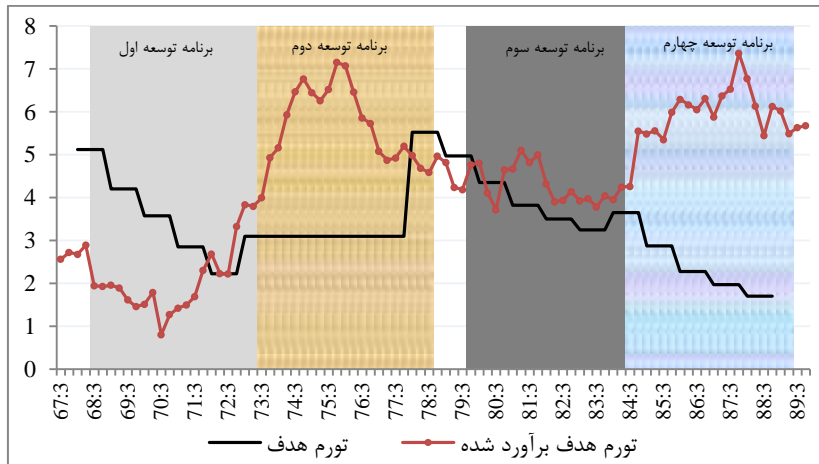 برنامه توسعه اول
برنامه توسعه دوم
برنامه توسعه سوم
برنامه توسعه چهارم
8
7
6
5
4
3
2
1
0
67:3 68:3 69:3 70:3 71:3 72:3 73:3 74:3 75:3 76:3 77:3 78:3 79:3 80:3 81:3 82:3 83:3 84:3 85:3 86:3 87:3 88:3 89:3
تورم هدف
تورم هدف برآورد شده